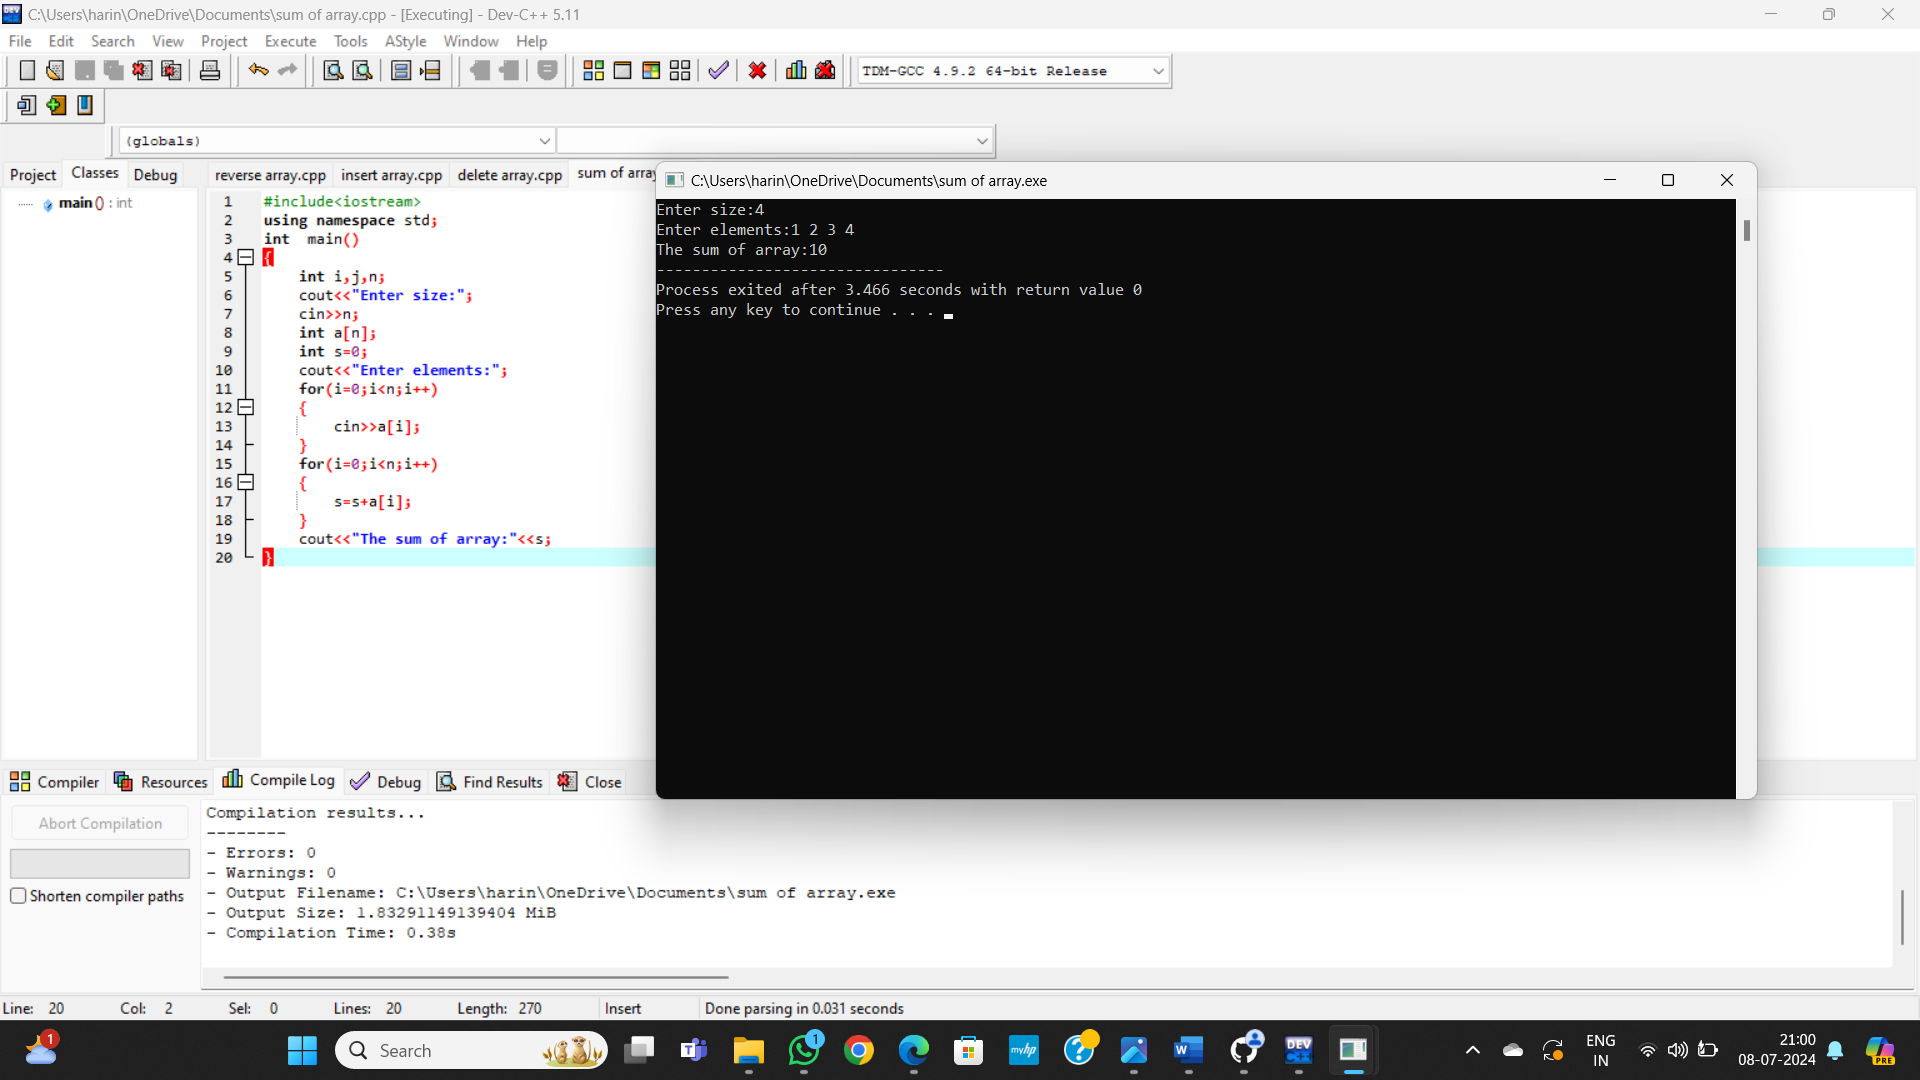 C:\Users\harin\OneDrive\Documents\sum of array.cpp - [Executing] - Dev-C++ 5.11
File Edit Search View Project Execute Tools AStyle Window Help
TDM-GCC 4.9.2 64-bit Release
(globals)
Project Classes Debug
reverse array.cpp insert array.cpp delete array.cpp sum of array
main () : int
1 #include<iostream>
2 using namespace std;
3 int  main()
4 {
5 int i,j,n;
6 cout<<"Enter size:";
7 cin>>n;
8 int a[n];
9 int s=0;
10 cout<<"Enter elements:";
11 for(i=0;i<n;i++)
12 {
13 cin>>a[i];
14 }
15 for(i=0;i<n;i++)
16 {
17 s=s+a[i];
18 }
19 cout<<"The sum of array:"<<s;
20 }
C:\Users\harin\OneDrive\Documents\sum of array.exe
Enter size:4
Enter elements:1 2 3 4
The sum of array:10
--------------------------------
Process exited after 3.466 seconds with return value 0
Press any key to continue . . .
Compiler Resources Compile Log Debug Find Results Close
Abort Compilation
Shorten compiler paths
Compilation results...
--------
- Errors: 0
- Warnings: 0
- Output Filename: C:\Users\harin\OneDrive\Documents\sum of array.exe
- Output Size: 1.83291149139404 MiB
- Compilation Time: 0.38s
Line: 20 Col: 2 Sel: 0 Lines: 20 Length: 270 Insert Done parsing in 0.031 seconds
1
Search
1
myhp
W
DEV C++
ENG
IN
21:00
08-07-2024
PRE